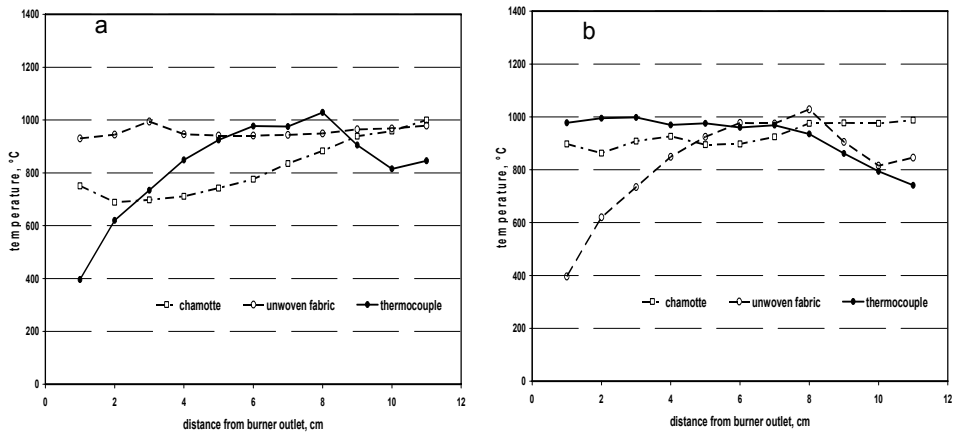 a
1400
1200
1000
800
600
400
200
0
temperature, °C
chamotte unwoven fabric thermocouple
0 2 4 6 8 10 12
distance from burner outlet, cm
b
1400
1200
1000
800
600
400
200
0
temperature, °C
chamotte unwoven fabric thermocouple
0 2 4 6 8 10 12
distance from burner outlet, cm